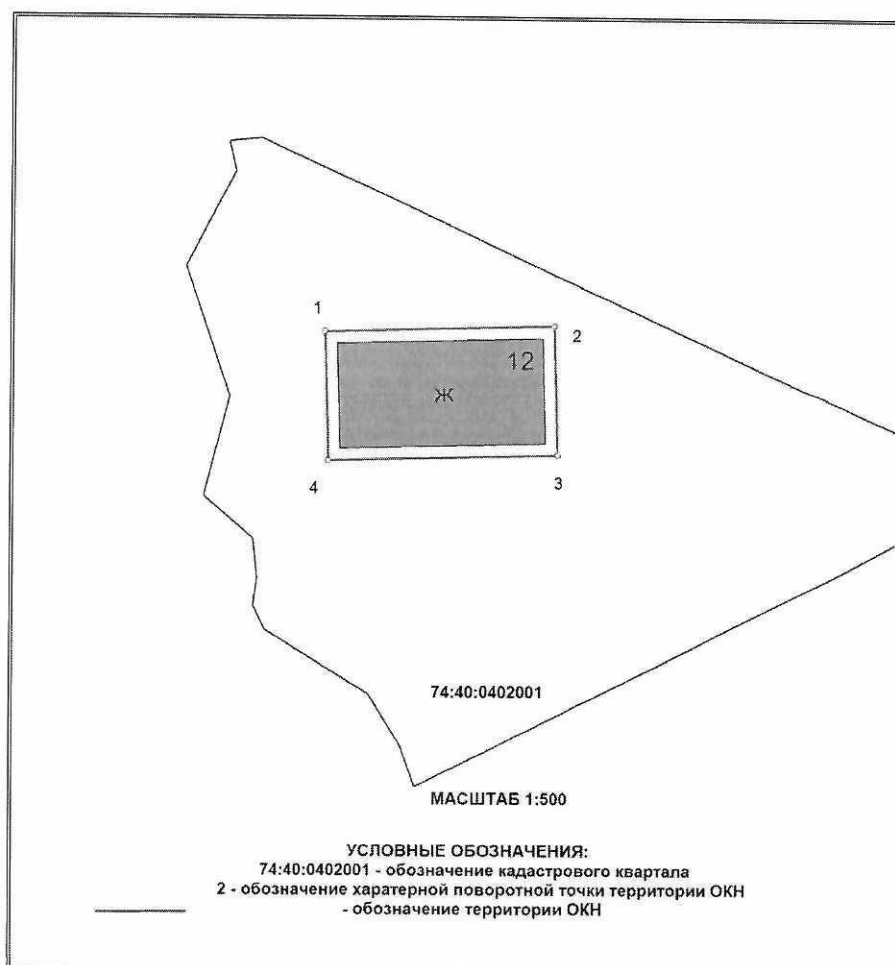 1
2
12
Ж
4
3
74:40:0402001
МАСШТАБ 1:500
УСЛОВНЫЕ ОБОЗНАЧЕНИЯ:
74:40:0402001 - обозначение кадастрового квартала
2 - обозначение харатерной поворотной точки территории ОКН
- обозначение территории ОКН